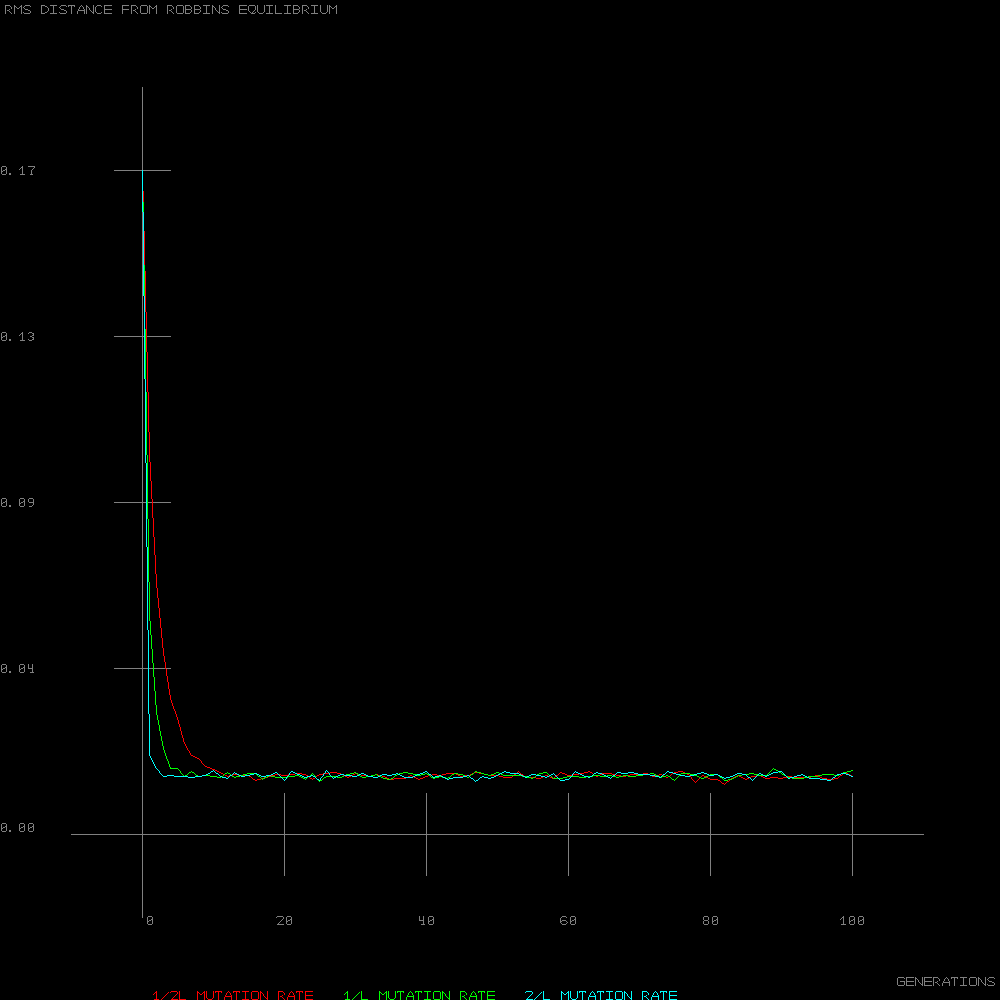 RMS DISTANCE FROM ROBBINS EQUILIBRIUM
0.17
0.13
0.09
0.04
0.00
0 20 40 60 80 100
GENERATIONS
1/2L MUTATION RATE 1/L MUTATION RATE 2/L MUTATION RATE